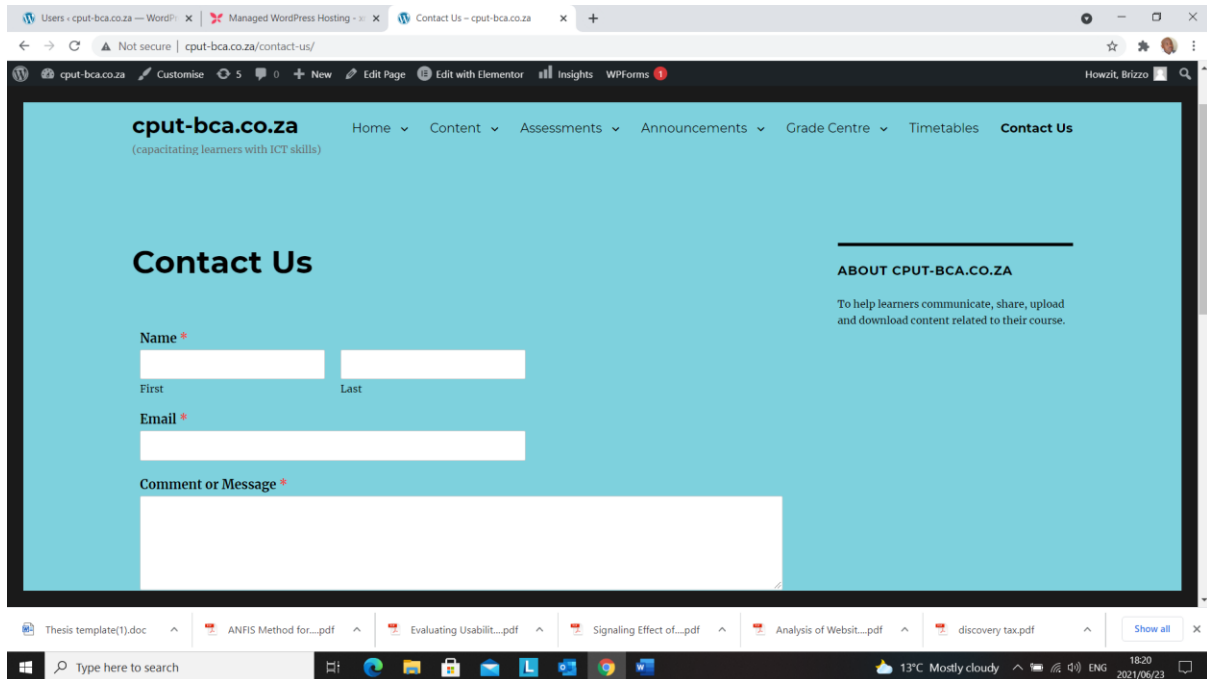 Users ‹ cput-bca.co.za — WordPr
Managed WordPress Hosting - x
Contact Us – cput-bca.co.za
Not secure | cput-bca.co.za/contact-us/
cput-bca.co.za Customise 5 0 + New Edit Page Edit with Elementor Insights WPForms 1 Howzit, Brizzo
cput-bca.co.za Home Content Assessments Announcements Grade Centre Timetables Contact Us
(capacitating learners with ICT skills)
Contact Us
Name *
First Last
Email *
Comment or Message *
ABOUT CPUT-BCA.CO.ZA
To help learners communicate, share, upload
and download content related to their course.
Thesis template(1).doc ANFIS Method for....pdf Evaluating Usabilit....pdf Signaling Effect of....pdf Analysis of Websit....pdf discovery tax.pdf Show all
Type here to search 13°C Mostly cloudy ENG 18:20
2021/06/23